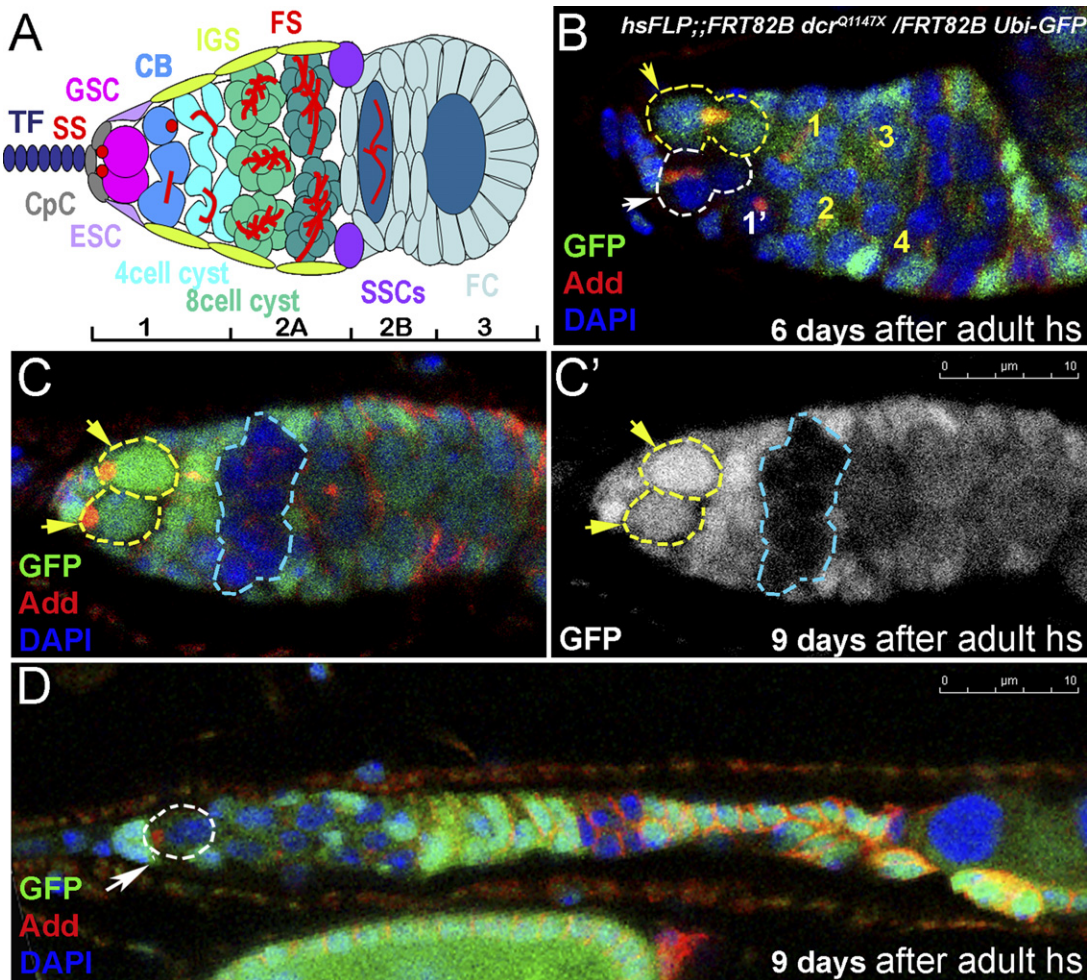 A
TF
SS
GSC
CB
IGS
FS
CpC
ESC
4cell cyst
8cell cyst
SSCs
FC
1
2A
2B
3
B
hsFLP;;FRT82B dcrQ1147X /FRT82B Ubi-GFP
1
3
2
1'
4
GFP
Add
DAPI
6 days after adult hs
C
GFP
Add
DAPI
C'
0 µm 10
GFP
9 days after adult hs
D
0 µm 10
GFP
Add
DAPI
9 days after adult hs